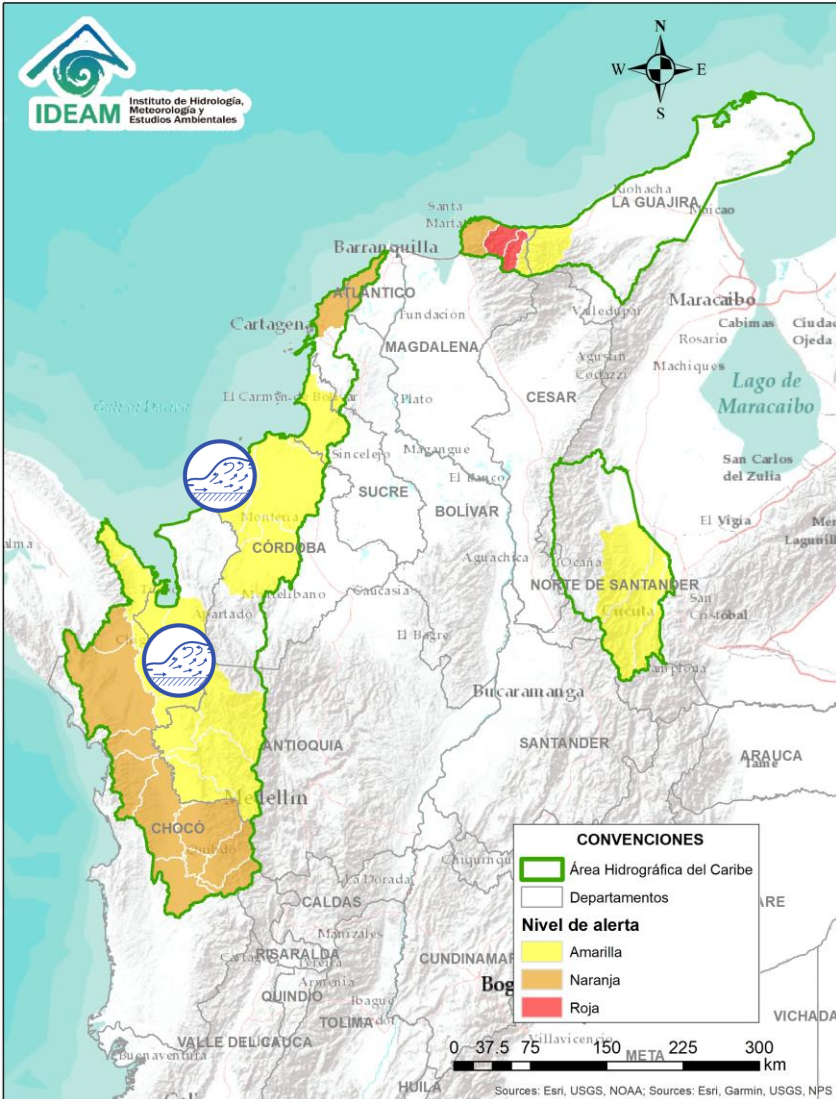 IDEAM
Instituto de Hidrología,
Meteorología y
Estudios Ambientales
N
W
E
S
Riohacha
LA GUAJIRA
Maicao
Santa
Marta
Barranquilla
ATLÁNTICO
Maracaibo
Cartagena
Fundación
Valledupar
Cabimas
Ciudad
Ojeda
Rosario
MAGDALENA
Agustín
Codazzi
Machiques
Lago de
Maracaibo
El Carmen de Bolívar
Plato
CESAR
Sincelejo
Magangué
San Carlos
del Zulia
El Banco
SUCRE
BOLÍVAR
Montería
El Vigía
CÓRDOBA
Aguachica
Ocaña
NORTE DE SANTANDER
Montelíbano
Caucasia
Apartadó
Cúcuta
San
Cristóbal
El Bagre
Pamplona
Bucaramanga
ANTIOQUIA
SANTANDER
ARAUCA
Tame
Medellín
CHOCÓ
Quibdó
La Dorada
CALDAS
Manizales
RISARALDA
Pereira
Armenia
QUINDÍO
Ibagué
TOLIMA
VALLE DEL CAUCA
Buenaventura
HUILA
META
Villavicencio
VICHADA
CONVENCIONES
Área Hidrográfica del Caribe
Departamentos
Nivel de alerta
Amarilla
Naranja
Roja
0 37.5 75 150 225 300
km
Sources: Esri, USGS, NOAA; Sources: Esri, Garmin, USGS, NPS